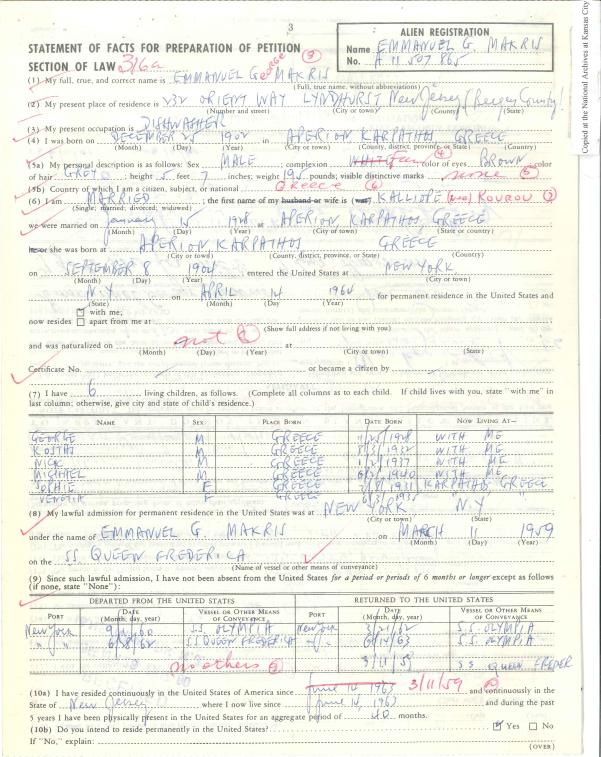 3
STATEMENT OF FACTS FOR PREPARATION OF PETITION
ALIEN REGISTRATION
Name EMMANUEL G. MAKRIS
No. A 11 507 865
SECTION OF LAW 316a
(1) My full, true, and correct name is EMMANUEL George MAKRIS
(Full, true name, without abbreviations)
(2) My present place of residence is 232 ORIENT WAY LYNDHURST New Jersey (Bergen County)
(Number and street) (City or town) (County) (State)
(3) My present occupation is DISHWASHER
(4) I was born on DECEMBER 25 1902 in APERION KARPATHOS GREECE
(Month) (Day) (Year) (City or town) (County, district, province, or State) (Country)
(5a) My personal description is as follows: Sex MALE; complexion WHITE fair (4) color of eyes BROWN color
of hair GREY; height 5 feet 7 inches; weight 195 pounds; visible distinctive marks none (5)
(5b) Country of which I am a citizen, subject, or national Greece (6)
(6) I am MARRIED; the first name of my husband or wife is (was) KALLIOPE (nee) KOUROU (7)
(Single; married; divorced; widowed)
we were married on January 15 1928 at APERION KARPATHOS GREECE
(Month) (Day) (Year) (City or town) (State or country)
he or she was born at APERION KARPATHOS GREECE
(City or town) (County, district, province, or State) (Country)
on SEPTEMBER 8 1904, entered the United States at NEW YORK
(Month) (Day) (Year) (City or town)
N.Y on APRIL 14 1964 for permanent residence in the United States and
(State) (Month) (Day) (Year)
with me;
now resides apart from me at
(Show full address if not living with you)
and was naturalized on not at
(Month) (Day) (Year) (City or town) (State)
Certificate No. or became a citizen by
(7) I have 6 living children, as follows. (Complete all columns as to each child. If child lives with you, state "with me" in
last column; otherwise, give city and state of child's residence.)
NAME SEX PLACE BORN DATE BORN NOW LIVING AT—
GEORGE M GREECE 1928 WITH ME
KOSTAS M GREECE 8/3/1932 WITH ME
NICK M GREECE 1/2/1937 WITH ME
MICHAEL M GREECE 1940 WITH ME
SOPHIE F GREECE 1931 KARPATHOS GREECE
VENETIA F GREECE 6/3/1935 " "
(8) My lawful admission for permanent residence in the United States was at NEW YORK N.Y
(City or town) (State)
under the name of EMMANUEL G. MAKRIS on MARCH 11 1959
(Month) (Day) (Year)
on the SS. QUEEN FREDERICA
(Name of vessel or other means of conveyance)
(9) Since such lawful admission, I have not been absent from the United States for a period or periods of 6 months or longer except as follows
(if none, state "None"):
DEPARTED FROM THE UNITED STATES RETURNED TO THE UNITED STATES
PORT DATE (Month, day, year) VESSEL OR OTHER MEANS OF CONVEYANCE PORT DATE (Month, day, year) VESSEL OR OTHER MEANS OF CONVEYANCE
New York 60 S.S. OLYMPIA New York 3/21/62 S.S. OLYMPIA
" " 6/28/62 S.S QUEEN FREDERICA 6/14/63 S.S. OLYMPIA
no others 3/11/59 SS QUEEN FREDER
(10a) I have resided continuously in the United States of America since June 14, 1963 3/11/59 and continuously in the
State of New Jersey where I now live since June 14, 1963 and during the past
5 years I have been physically present in the United States for an aggregate period of 40 months.
(10b) Do you intend to reside permanently in the United States? Yes No
If "No," explain:
(OVER)
Copied at the National Archives at Kansas City